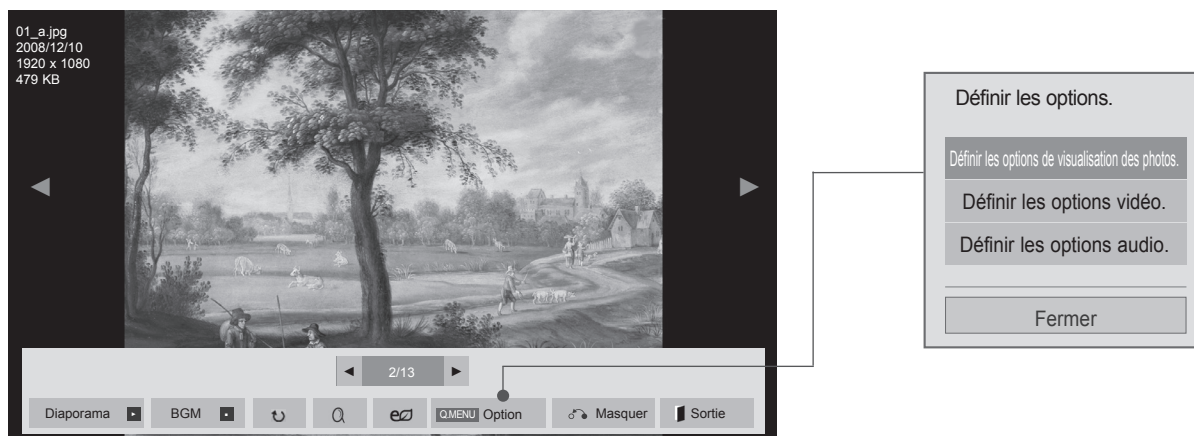 01_a.jpg
2008/12/10
1920 x 1080
479 KB
2/13
Diaporama
BGM
Q.MENU Option
Masquer
Sortie
Définir les options.
Définir les options de visualisation des photos.
Définir les options vidéo.
Définir les options audio.
Fermer